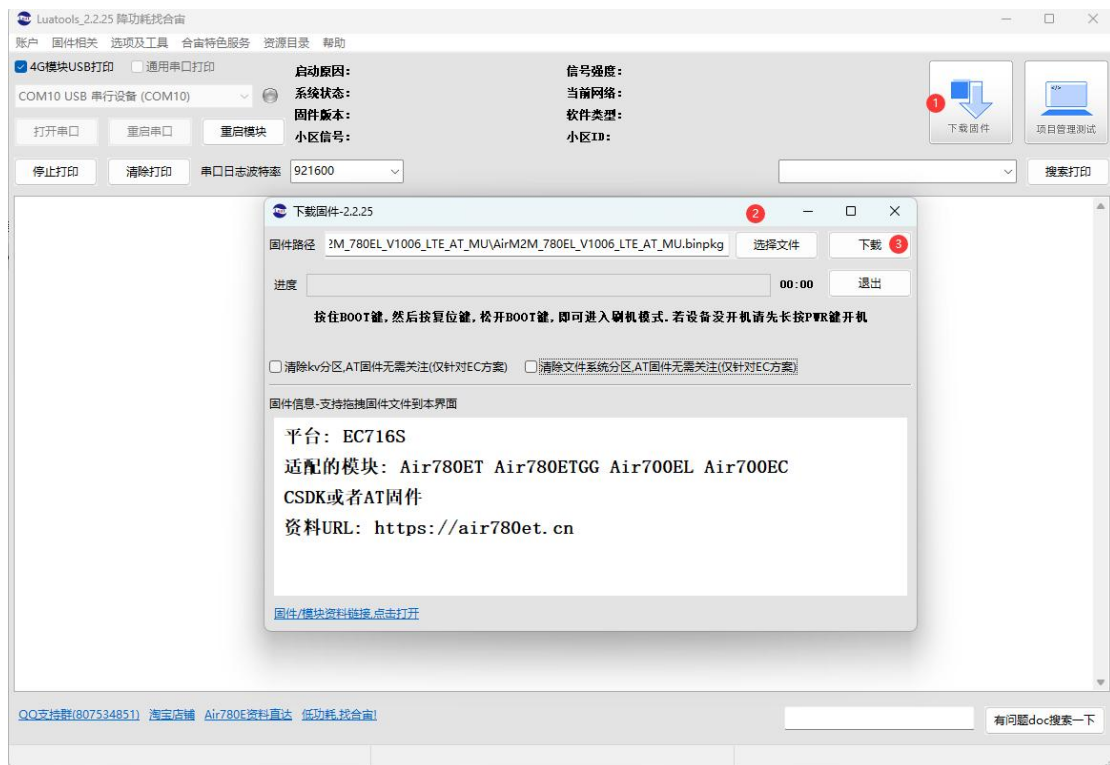 Luatools_2.2.25 降功耗找合宙
账户 固件相关 选项及工具 合宙特色服务 资源目录 帮助
4G模块USB打印 通用串口打印
COM10 USB 串行设备 (COM10)
打开串口 重启串口 重启模块
启动原因:
系统状态:
固件版本:
小区信号:
信号强度:
当前网络:
软件类型:
小区ID:
1
下载固件
项目管理测试
停止打印 清除打印 串口日志波特率 921600 搜索打印
下载固件-2.2.25 2
固件路径 2M_780EL_V1006_LTE_AT_MU\AirM2M_780EL_V1006_LTE_AT_MU.binpkg 选择文件 下载 3
进度 00:00 退出
按住BOOT键,然后按复位键,松开BOOT键,即可进入刷机模式.若设备没开机请先长按PWR键开机
清除kv分区,AT固件无需关注(仅针对EC方案) 清除文件系统分区,AT固件无需关注(仅针对EC方案)
固件信息-支持拖拽固件文件到本界面
平台: EC716S
适配的模块: Air780ET Air780ETGG Air700EL Air700EC
CSDK或者AT固件
资料URL: https://air780et.cn
固件/模块资料链接,点击打开
QQ支持群(807534851) 淘宝店铺 Air780E资料直达 低功耗,找合宙! 有问题doc搜索一下